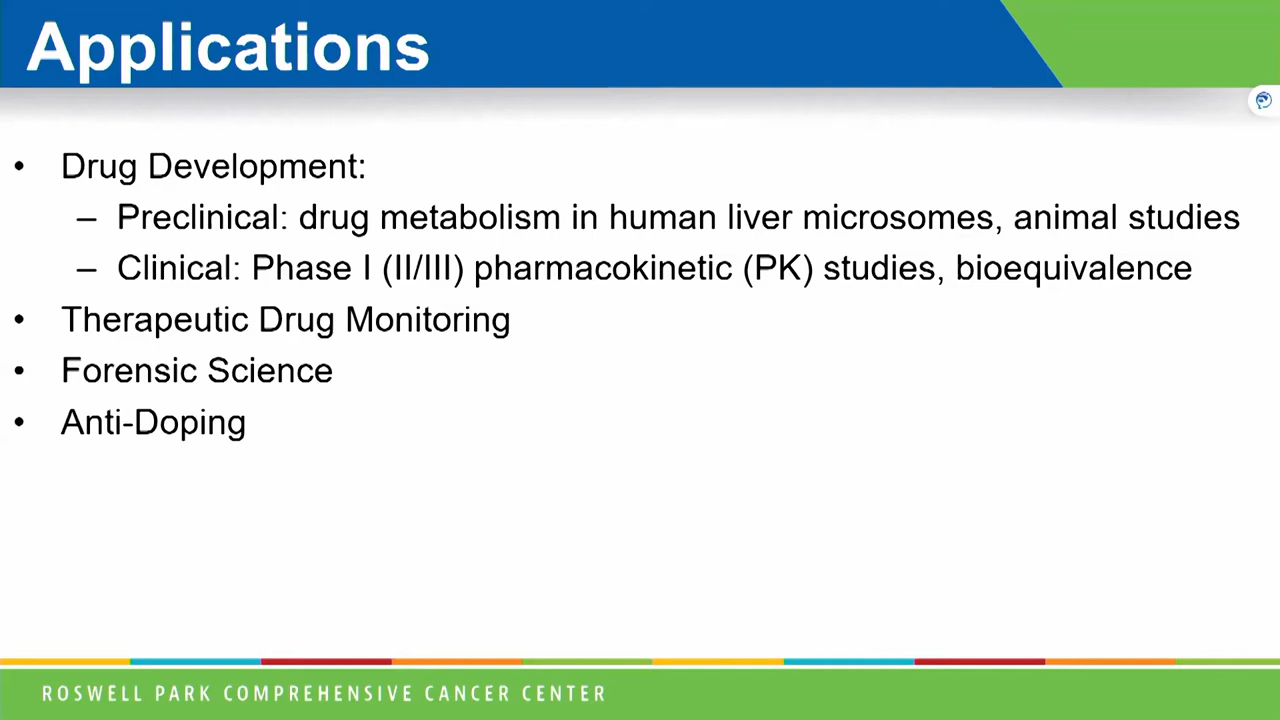 Applications
• Drug Development:
– Preclinical: drug metabolism in human liver microsomes, animal studies
– Clinical: Phase I (II/III) pharmacokinetic (PK) studies, bioequivalence
• Therapeutic Drug Monitoring
• Forensic Science
• Anti-Doping
ROSWELL PARK COMPREHENSIVE CANCER CENTER